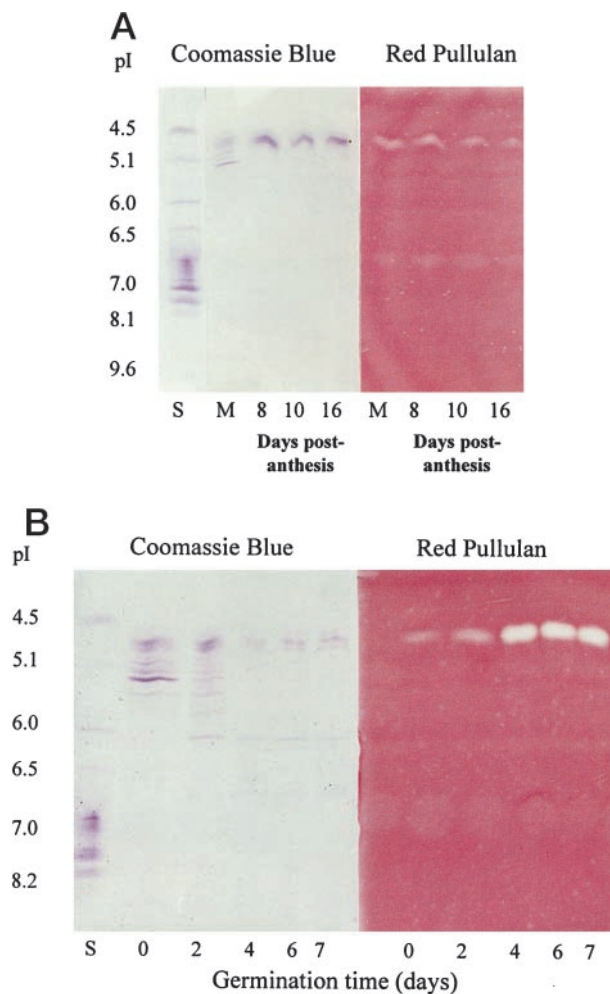 A
pI
Coomassie Blue
Red Pullulan
4.5
5.1
6.0
6.5
7.0
8.1
9.6
S M 8 10 16
M 8 10 16
Days post-
anthesis
Days post-
anthesis
B
pI
Coomassie Blue
Red Pullulan
4.5
5.1
6.0
6.5
7.0
8.2
S 0 2 4 6 7
0 2 4 6 7
Germination time (days)